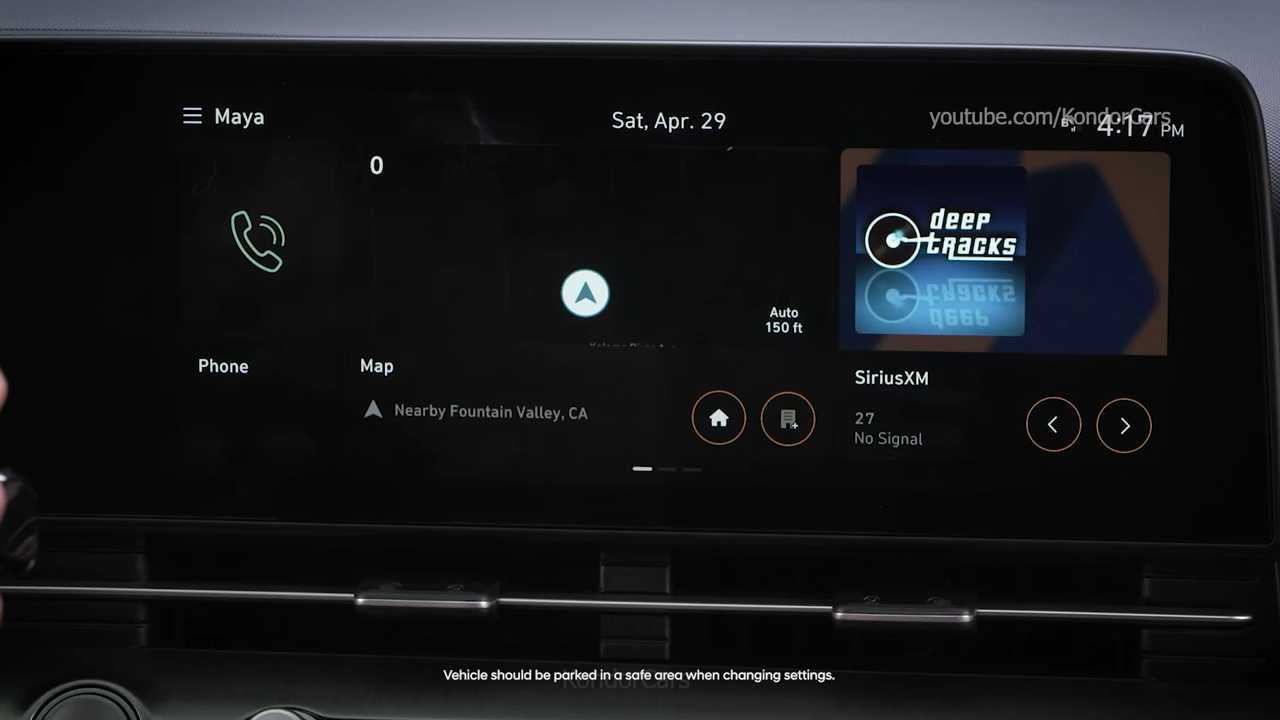 Maya
Sat, Apr. 29
youtube.com/KondorCars
4:17 PM
0
deep
tracks
Auto
150 ft
Phone
Map
SiriusXM
Nearby Fountain Valley, CA
27
No Signal
Vehicle should be parked in a safe area when changing settings.
KondorCars